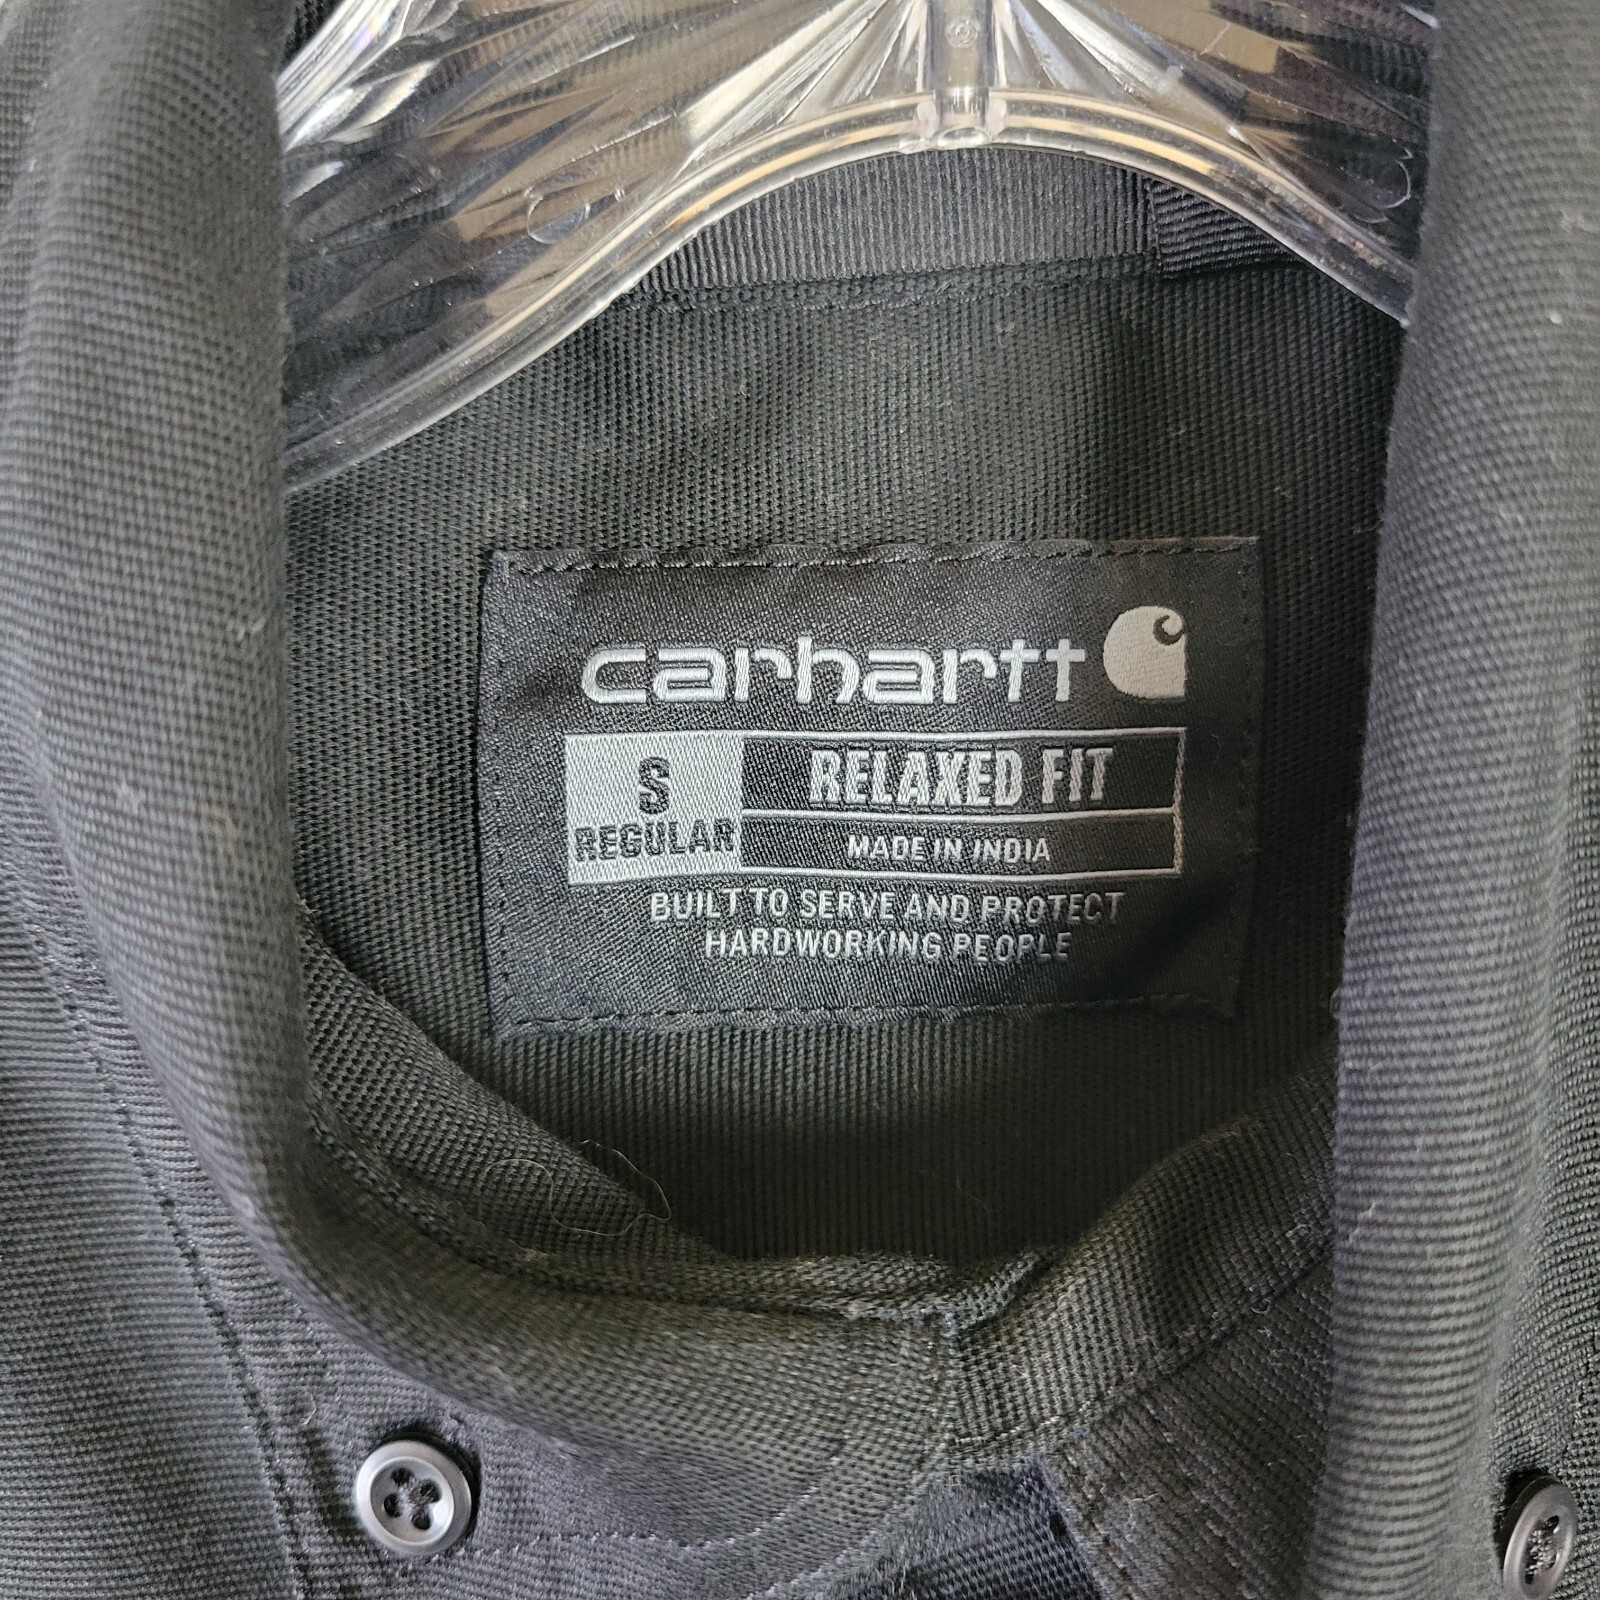 carhartt
S
REGULAR
RELAXED FIT
MADE IN INDIA
BUILT TO SERVE AND PROTECT
HARDWORKING PEOPLE